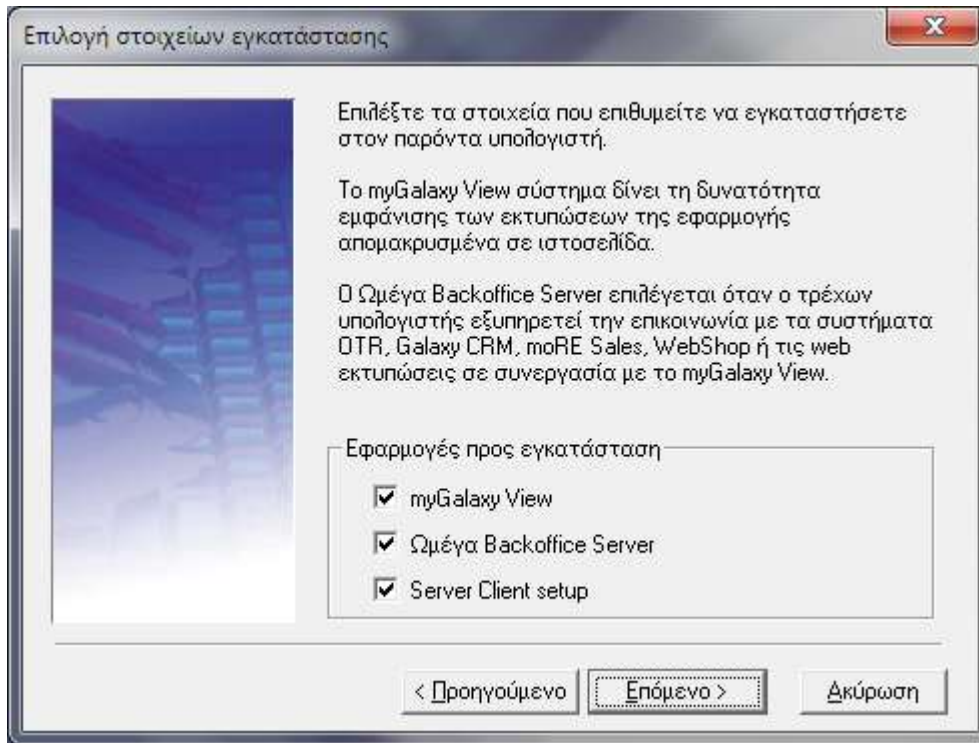 Επιλογή στοιχείων εγκατάστασης
Επιλέξτε τα στοιχεία που επιθυμείτε να εγκαταστήσετε
στον παρόντα υπολογιστή.
Το myGalaxy View σύστημα δίνει τη δυνατότητα
εμφάνισης των εκτυπώσεων της εφαρμογής
απομακρυσμένα σε ιστοσελίδα.
Ο Ωμέγα Backoffice Server επιλέγεται όταν ο τρέχων
υπολογιστής εξυπηρετεί την επικοινωνία με τα συστήματα
OTR, Galaxy CRM, moRE Sales, WebShop ή τις web
εκτυπώσεις σε συνεργασία με το myGalaxy View.
Εφαρμογές προς εγκατάσταση
myGalaxy View
Ωμέγα Backoffice Server
Server Client setup
< Προηγούμενο Επόμενο > Ακύρωση